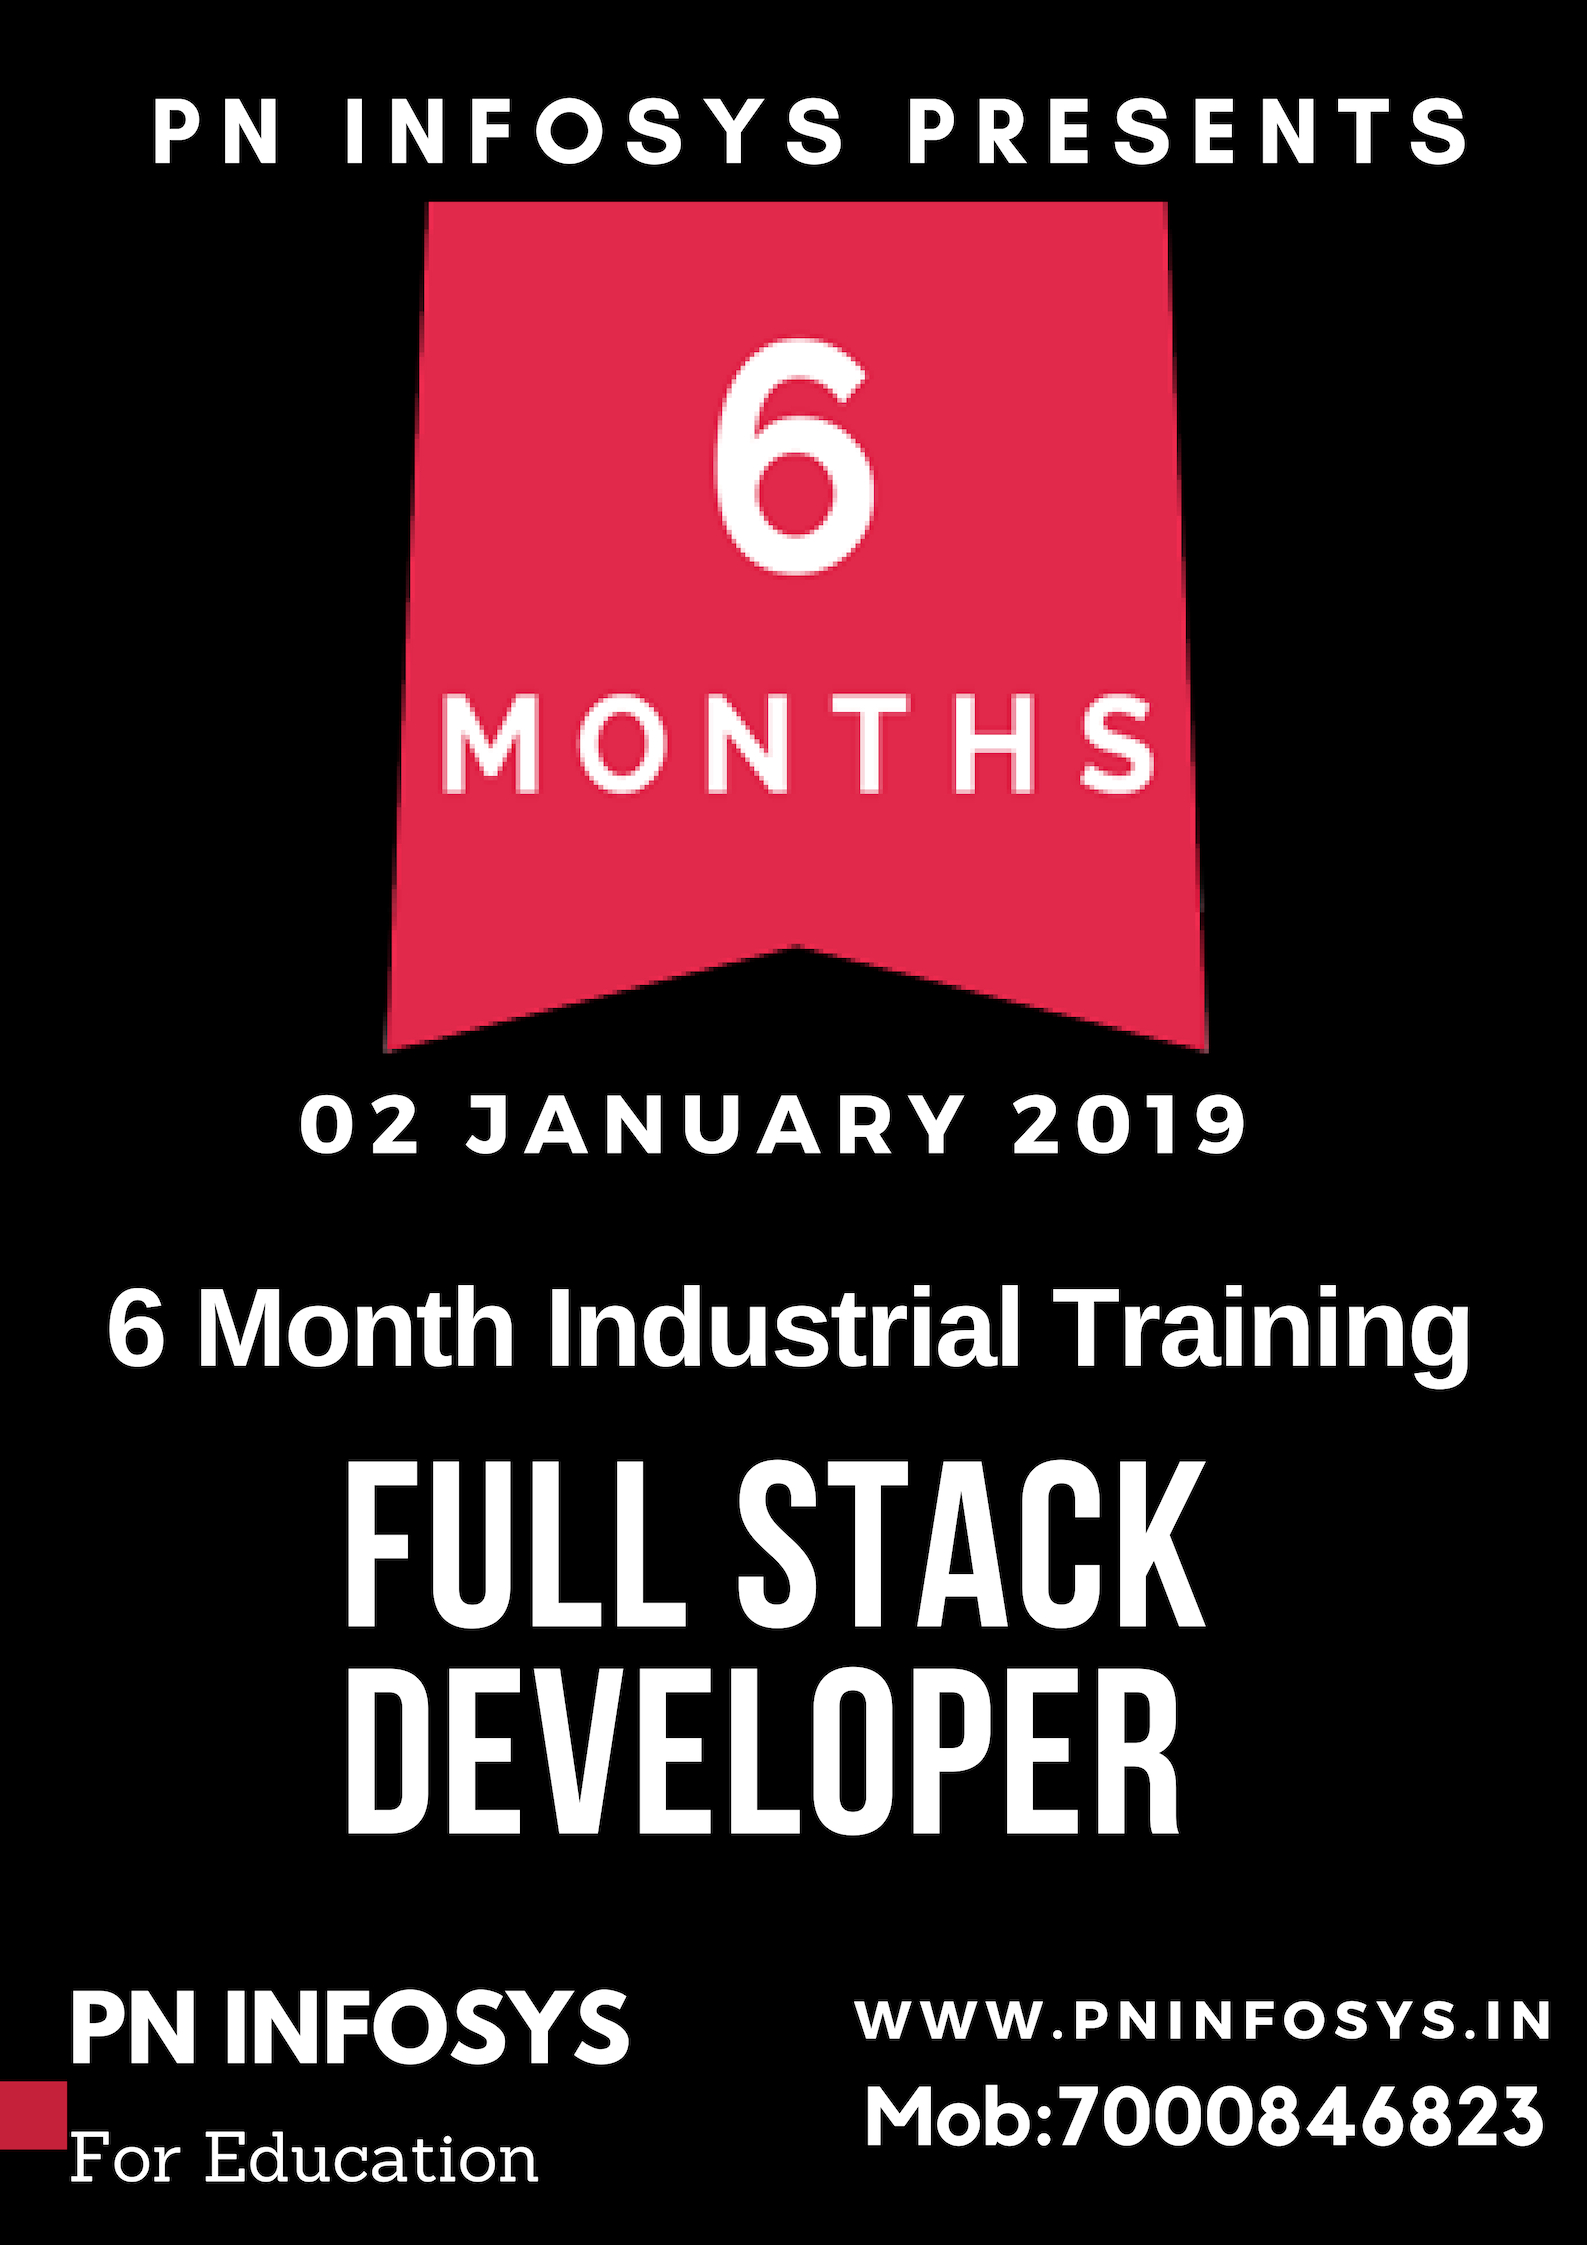 PN INFOSYS PRESENTS
6
MONTHS
02 JANUARY 2019
6 Month Industrial Training
FULL STACK
DEVELOPER
PN INFOSYS
For Education
WWW.PNINFOSYS.IN
Mob:7000846823